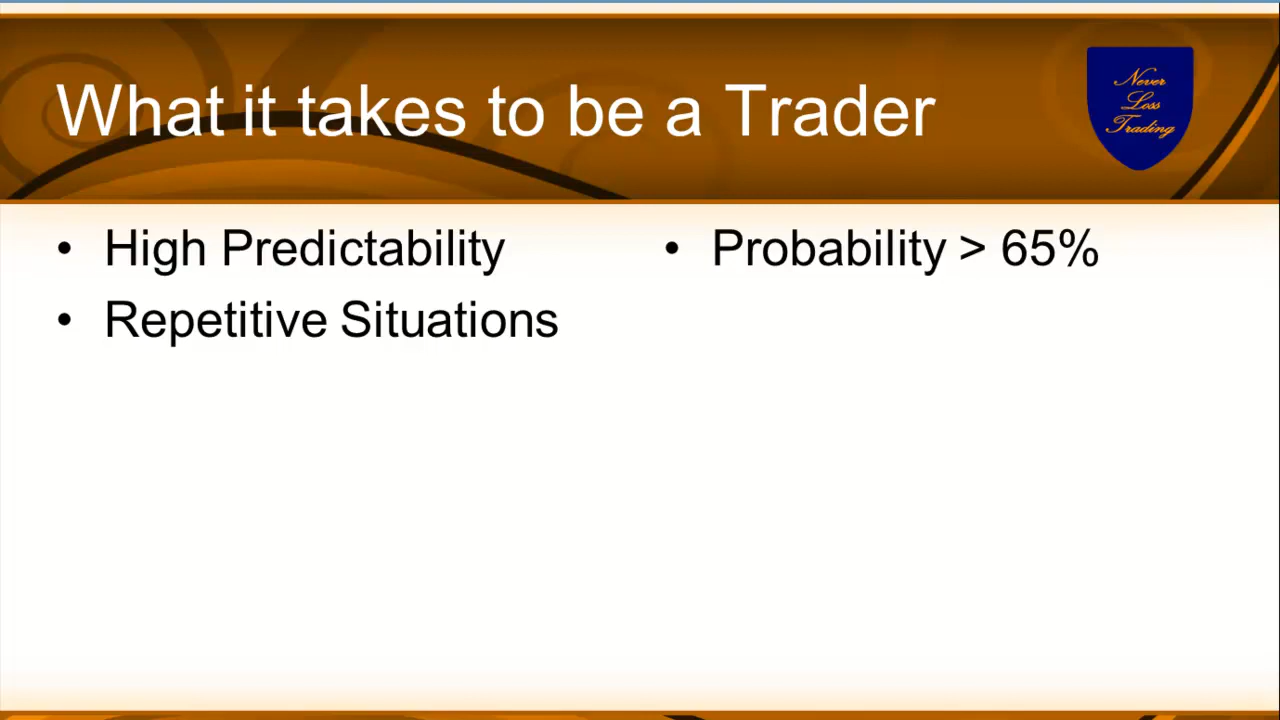 What it takes to be a Trader
Never
Loss
Trading
• High Predictability
• Repetitive Situations
• Probability > 65%